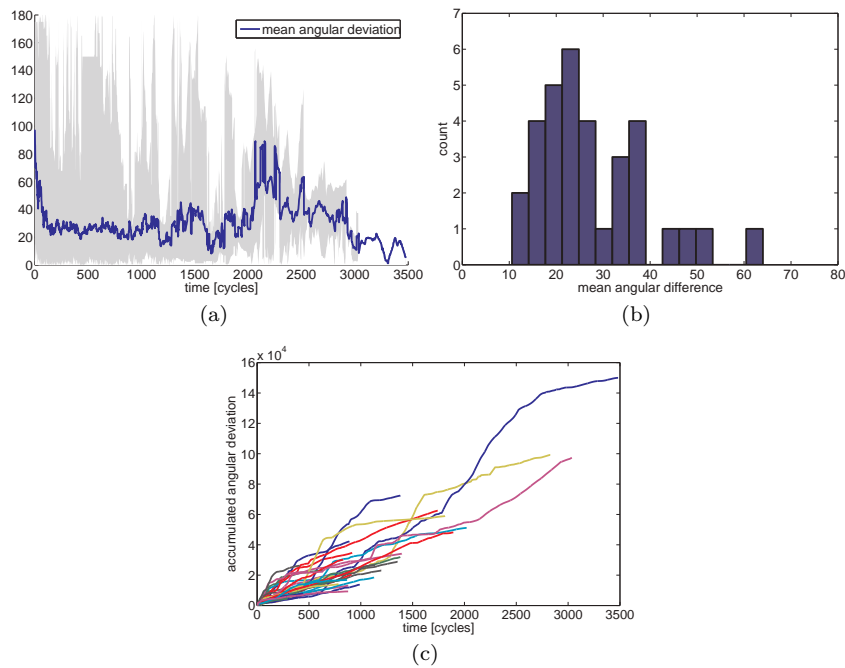 180
160
140
120
100
80
60
40
20
0
mean angular deviation
0 500 1000 1500 2000 2500 3000 3500
time [cycles]
(a)
7
6
5
4
3
2
1
0
count
0 10 20 30 40 50 60 70 80
mean angular difference
(b)
16 x 10^4
14
12
10
8
6
4
2
0
accumulated angular deviation
0 500 1000 1500 2000 2500 3000 3500
time [cycles]
(c)